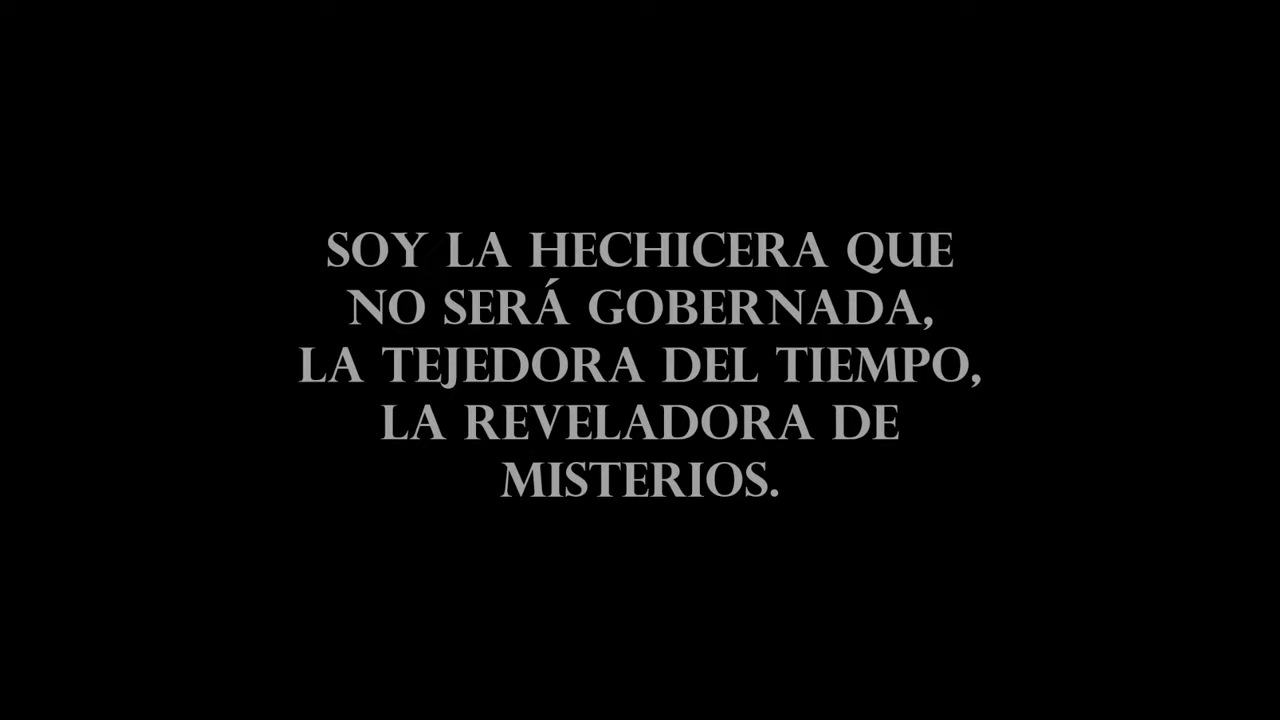 SOY LA HECHICERA QUE
NO SERÁ GOBERNADA,
LA TEJEDORA DEL TIEMPO,
LA REVELADORA DE
MISTERIOS.